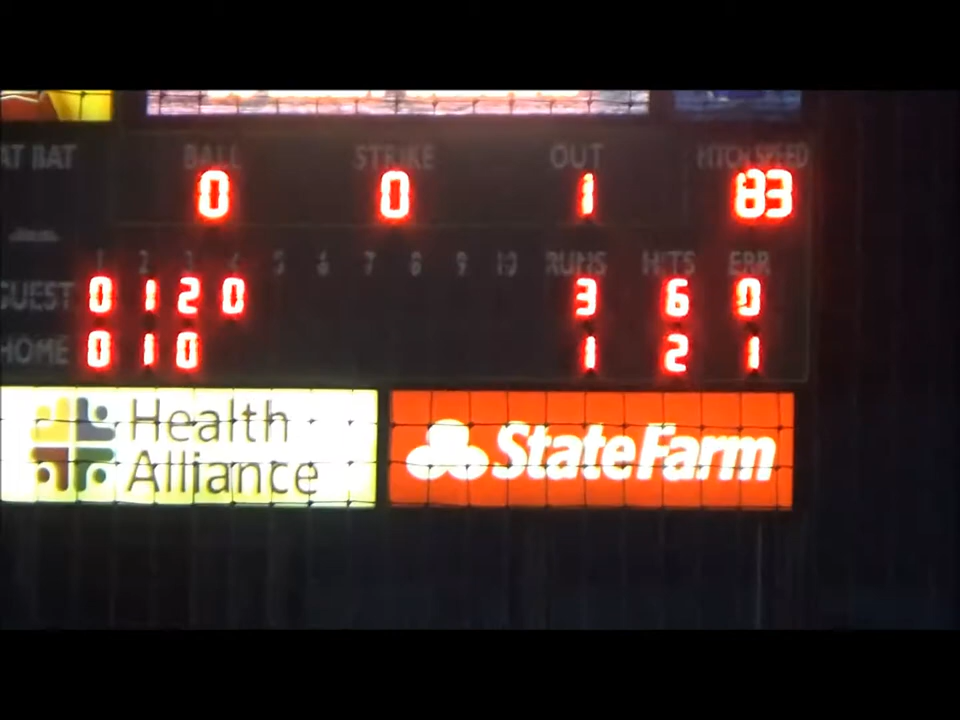 AT BAT BALL STRIKE OUT PITCH SPEED
0 0 1 83
1 2 3 4 5 6 7 8 9 10 RUNS HITS ERR
GUEST 0 1 2 0 3 6 0
HOME 0 1 0 1 2 1
Health
Alliance
StateFarm